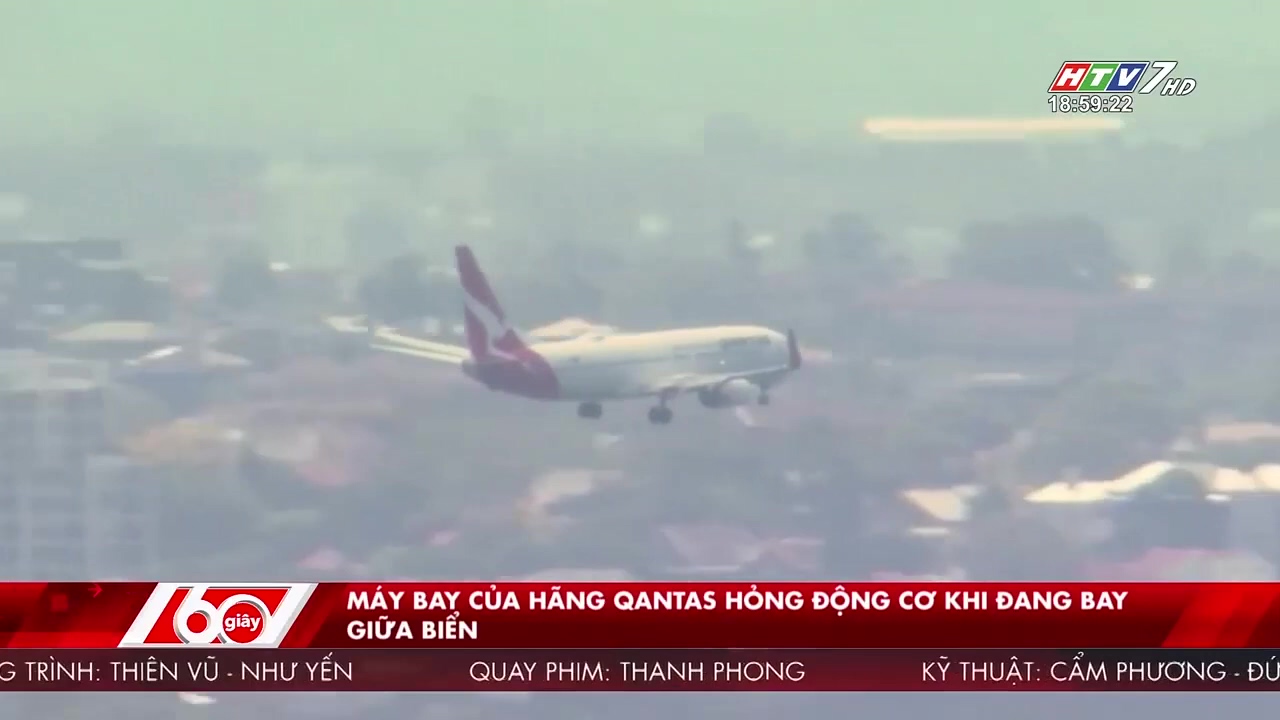 HTV7 HD
18:59:22
60 giây
MÁY BAY CỦA HÃNG QANTAS HỎNG ĐỘNG CƠ KHI ĐANG BAY
GIỮA BIỂN
G TRÌNH: THIÊN VŨ - NHƯ YẾN QUAY PHIM: THANH PHONG KỸ THUẬT: CẨM PHƯƠNG - ĐỨ